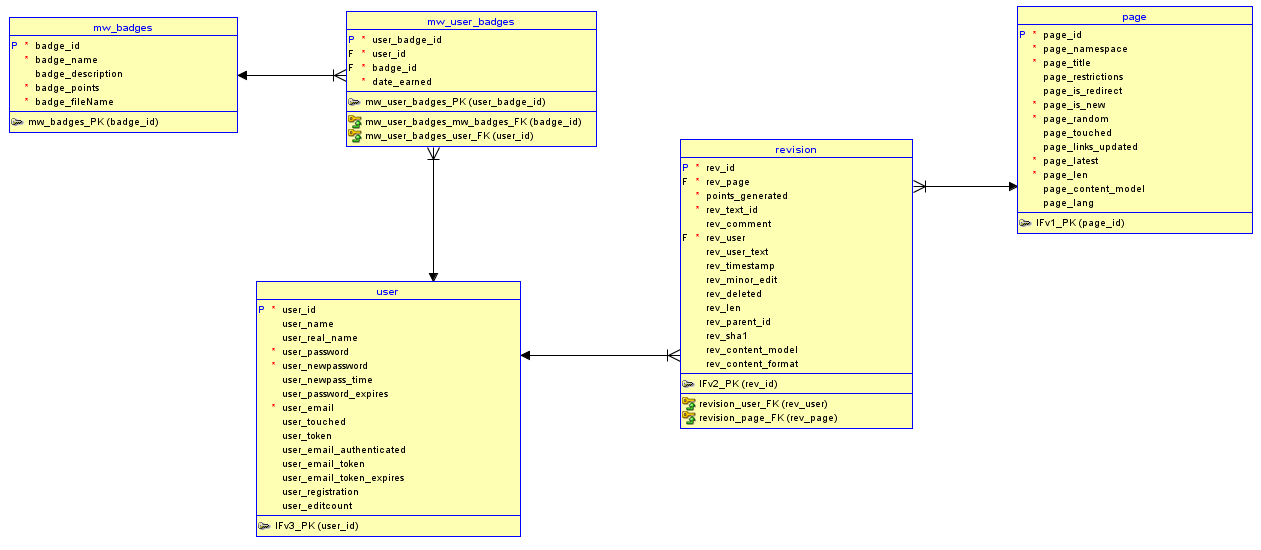 mw_badges
P * badge_id
* badge_name
badge_description
* badge_points
* badge_fileName
mw_badges_PK (badge_id)
mw_user_badges
P * user_badge_id
F * user_id
F * badge_id
* date_earned
mw_user_badges_PK (user_badge_id)
mw_user_badges_mw_badges_FK (badge_id)
mw_user_badges_user_FK (user_id)
page
P * page_id
* page_namespace
* page_title
page_restrictions
page_is_redirect
* page_is_new
* page_random
page_touched
page_links_updated
* page_latest
* page_len
page_content_model
page_lang
IFv1_PK (page_id)
revision
P * rev_id
F * rev_page
* points_generated
* rev_text_id
rev_comment
F * rev_user
rev_user_text
rev_timestamp
rev_minor_edit
rev_deleted
rev_len
rev_parent_id
rev_sha1
rev_content_model
rev_content_format
IFv2_PK (rev_id)
revision_user_FK (rev_user)
revision_page_FK (rev_page)
user
P * user_id
user_name
user_real_name
* user_password
* user_newpassword
user_newpass_time
user_password_expires
* user_email
user_touched
user_token
user_email_authenticated
user_email_token
user_email_token_expires
user_registration
user_editcount
IFv3_PK (user_id)